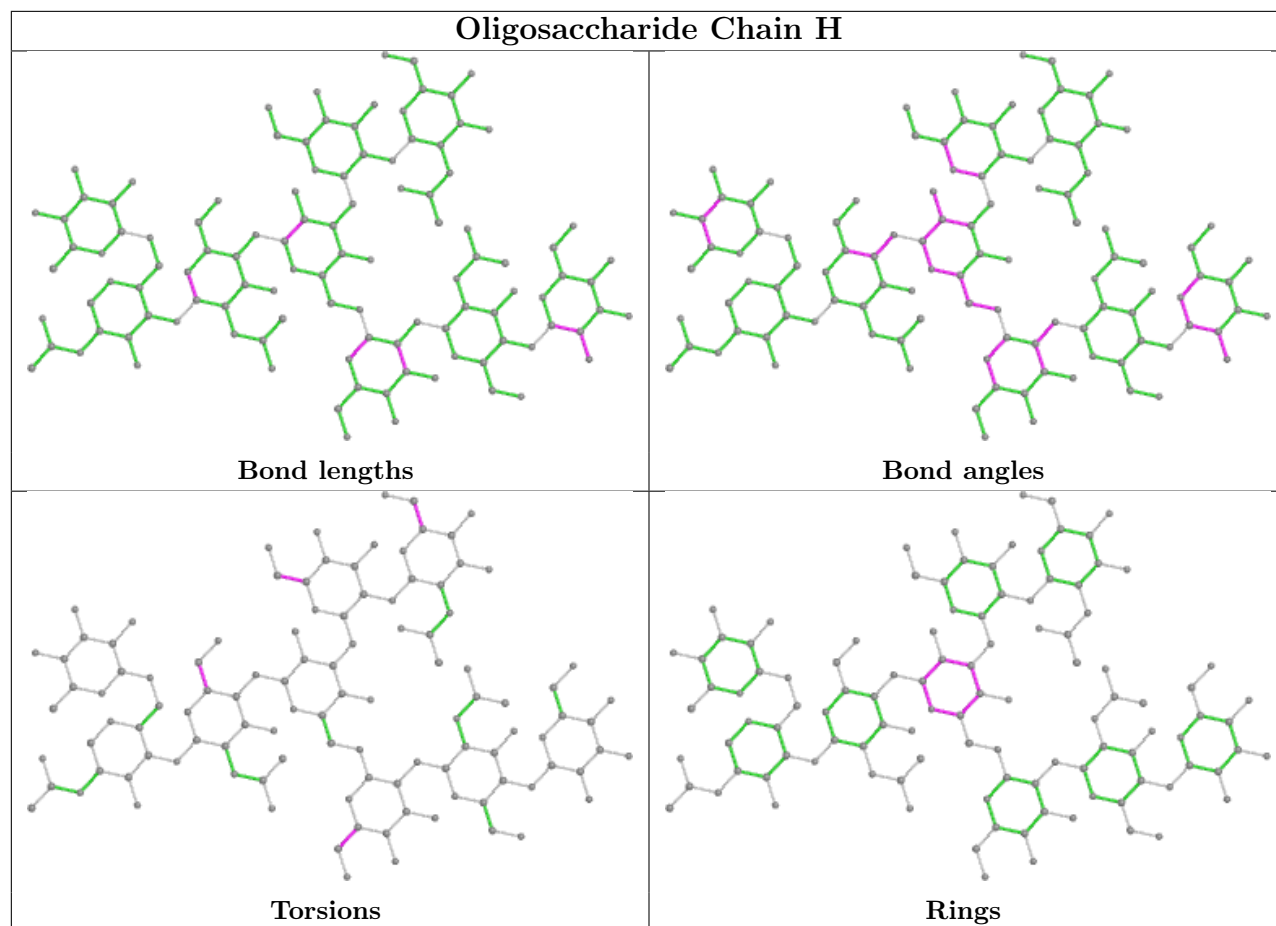 Oligosaccharide Chain H
Bond lengths
Bond angles
Torsions
Rings